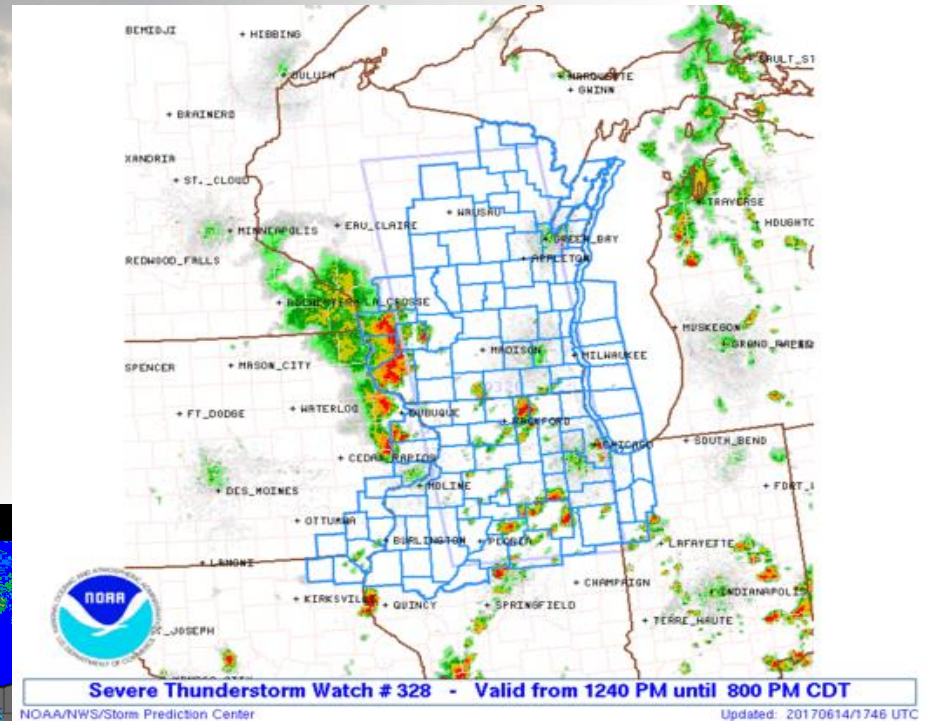 BEMIDJI
+ HIBBING
DULUTH
SAULT_ST
MARQUETTE
+ GWINN
+ BRAINERD
XANDRIA
+ ST._CLOUD
+ WAUSAU
TRAVERSE
HOUGHTO
+ MINNEAPOLIS
+ EAU_CLAIRE
GREEN_BAY
+ APPLETON
REDWOOD_FALLS
LA_CROSSE
+ MUSKEGON
+ MADISON
+ MILWAUKEE
SPENCER
+ MASON_CITY
+ FT_DODGE
+ WATERLOO
+ DUBUQUE
+ ROCKFORD
+ CHICAGO
+ SOUTH_BEND
+ CEDAR_RAPIDS
+ DES_MOINES
+ MOLINE
+ OTTUMWA
+ BURLINGTON
+ PEORIA
+ LAFAYETTE
+ LAMONI
+ CHAMPAIGN
+ INDIANAPOLIS
+ KIRKSVILLE
+ QUINCY
+ SPRINGFIELD
+ TERRE_HAUTE
_JOSEPH
NOAA
Severe Thunderstorm Watch # 328 - Valid from 1240 PM until 800 PM CDT
NOAA/NWS/Storm Prediction Center
Updated: 20170614/1746 UTC